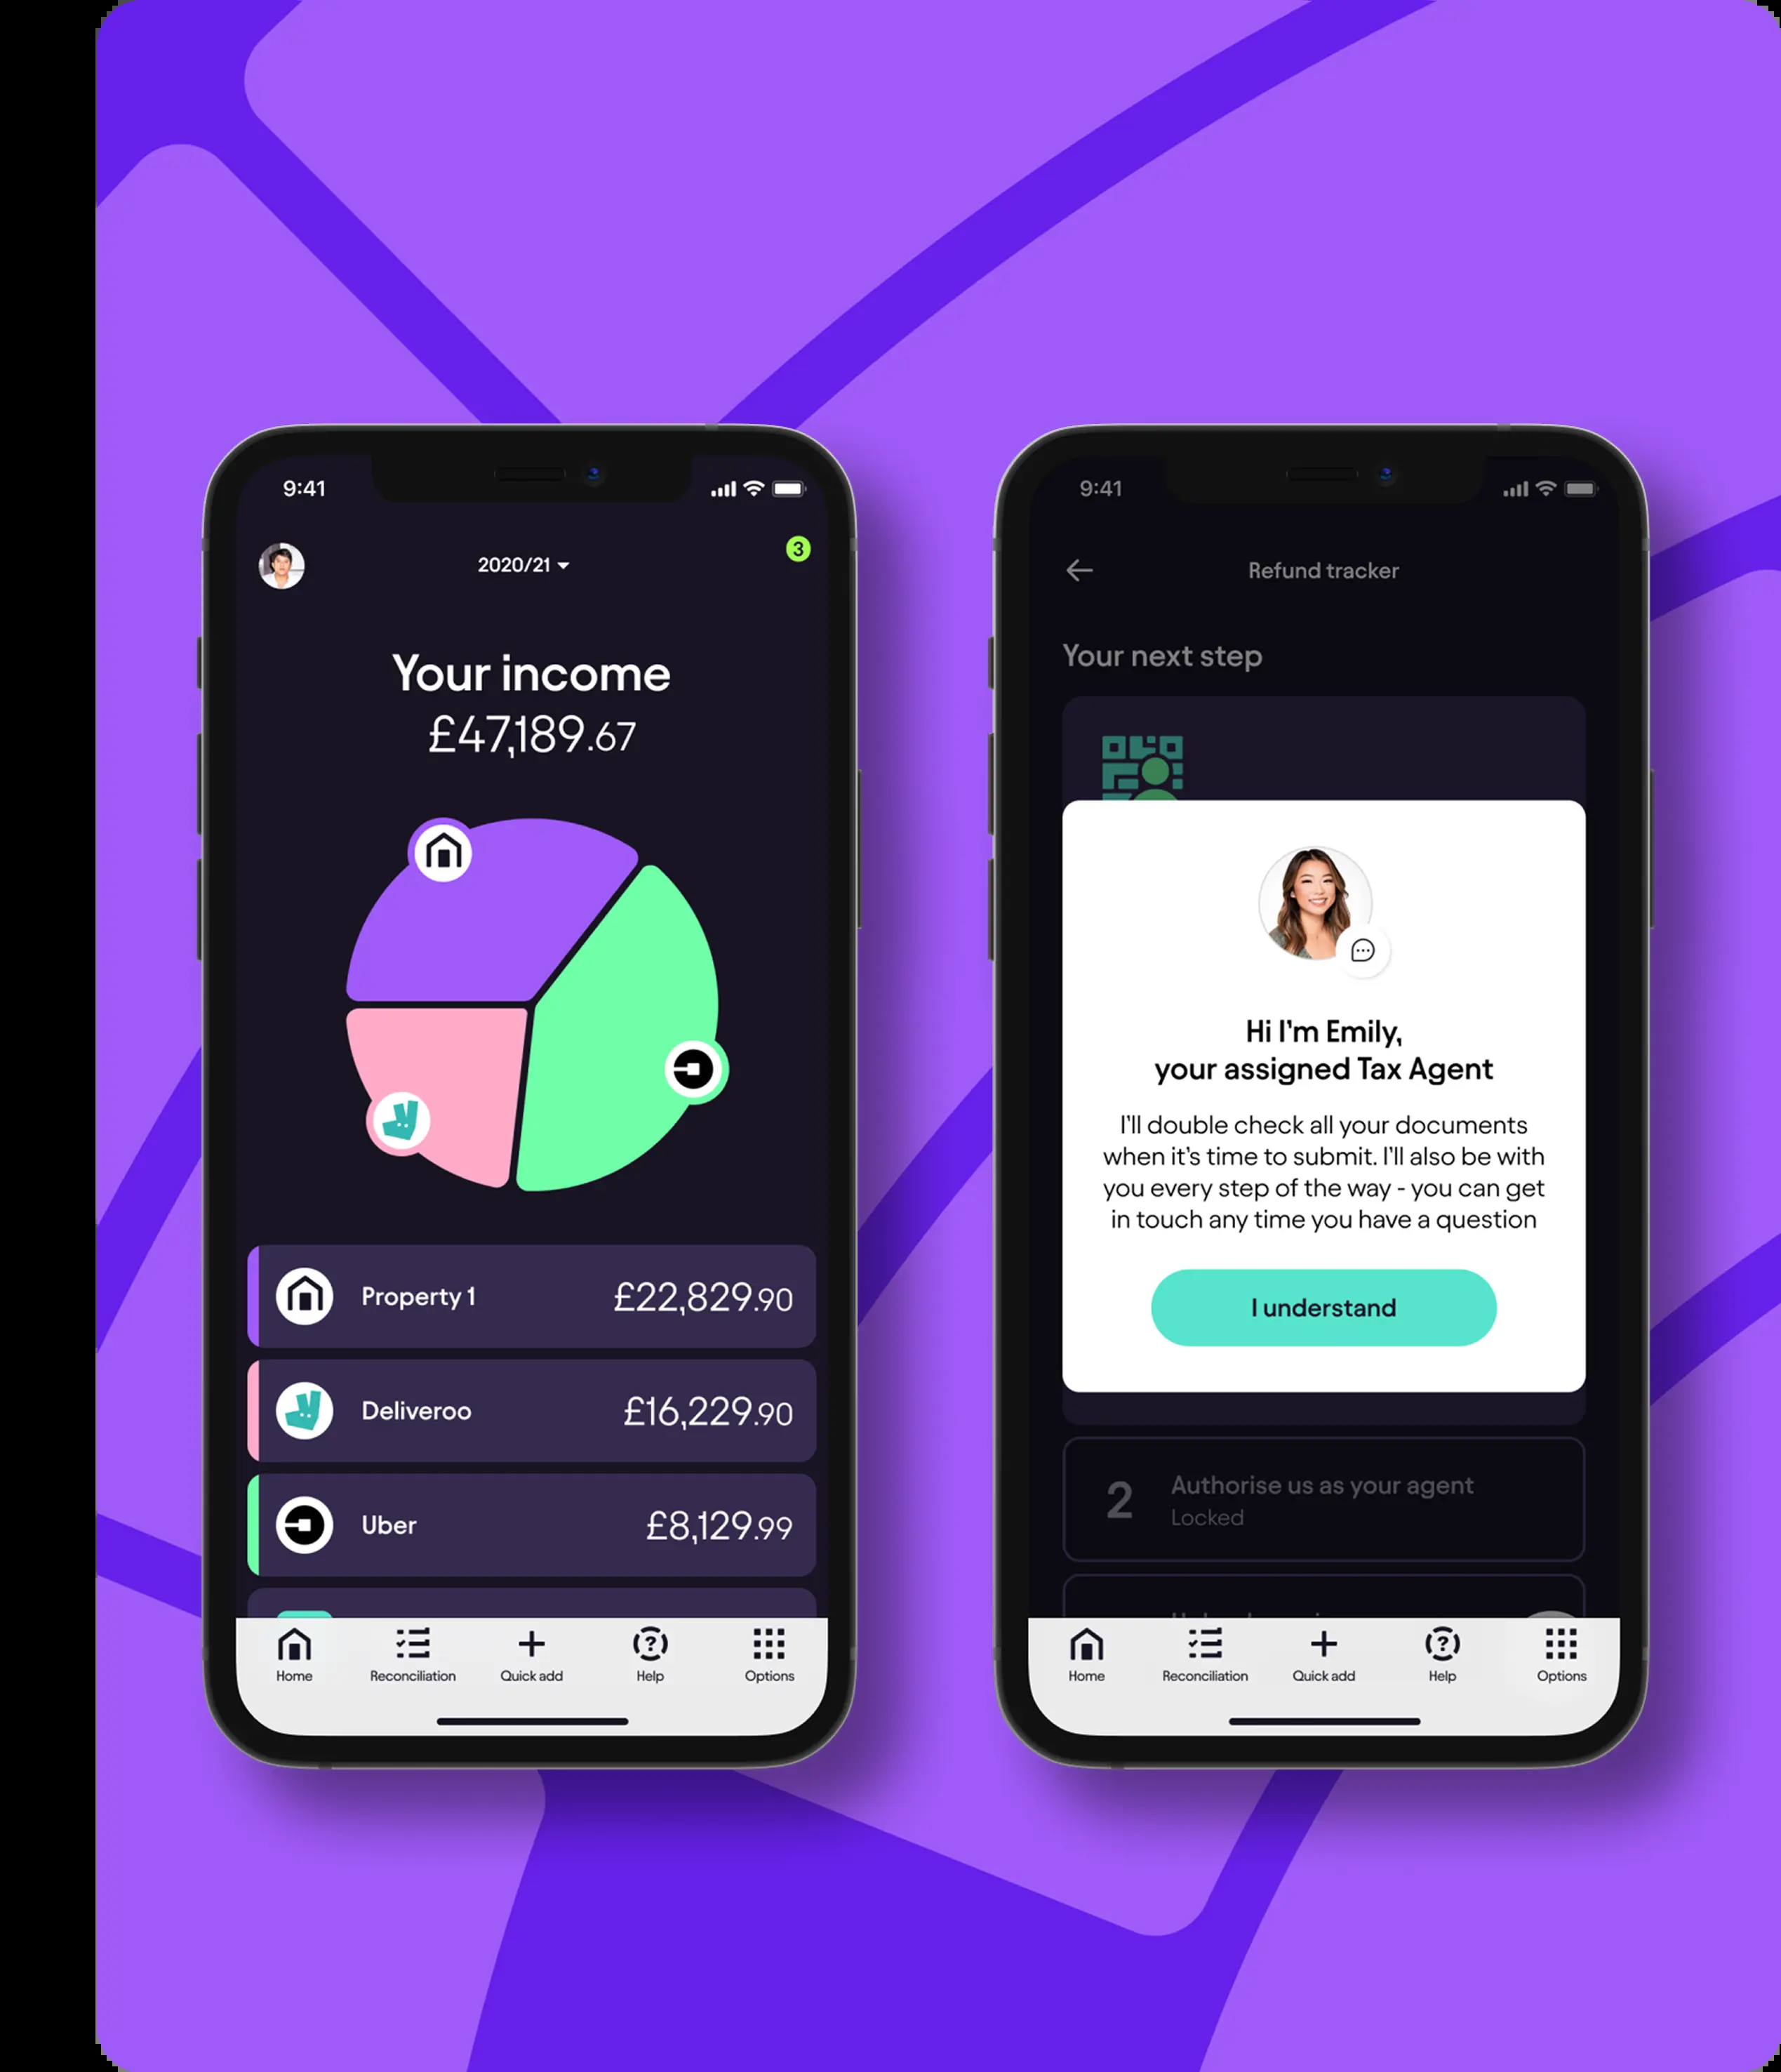 9:41
2020/21
3
Your income
£47,189.67
Property 1
£22,829.90
Deliveroo
£16,229.90
Uber
£8,129.99
Home
Reconciliation
Quick add
Help
Options
9:41
Refund tracker
Your next step
Hi I'm Emily,
your assigned Tax Agent
I'll double check all your documents
when it's time to submit. I'll also be with
you every step of the way - you can get
in touch any time you have a question
I understand
2
Authorise us as your agent
Locked
Home
Reconciliation
Quick add
Help
Options